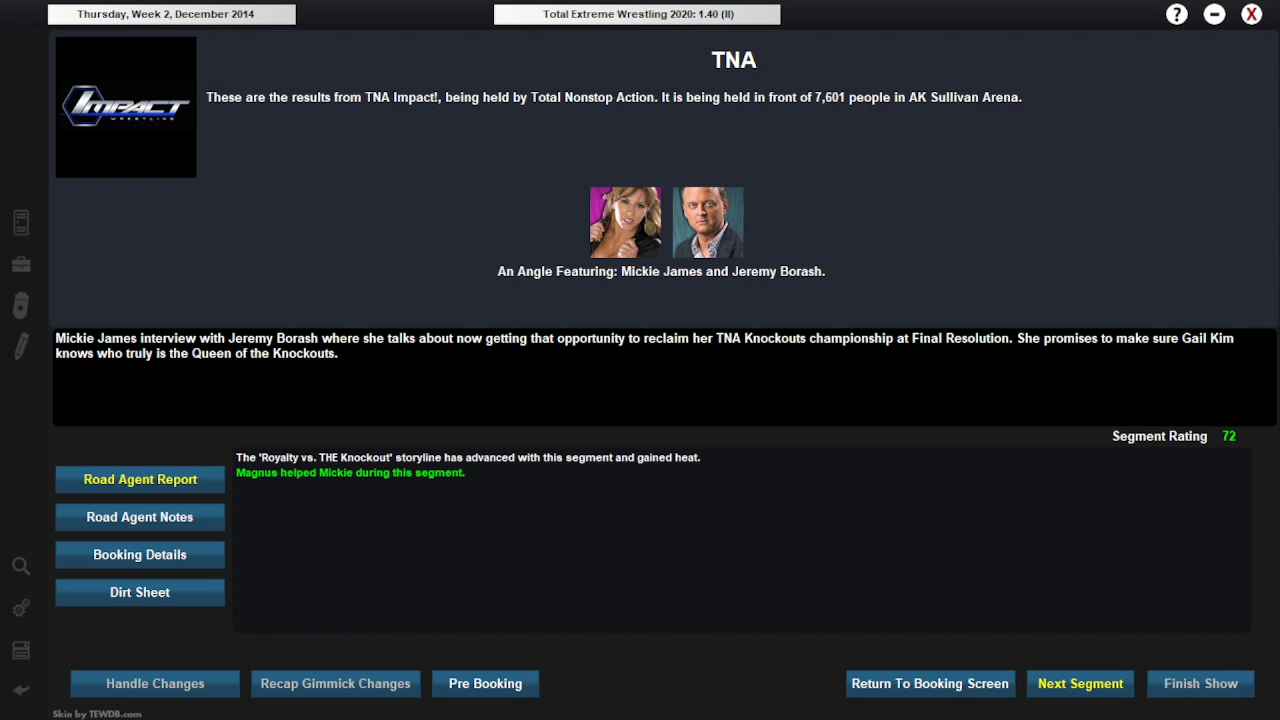 Thursday, Week 2, December 2014
Total Extreme Wrestling 2020: 1.40 (II)
?
X
TNA
IMPACT
WRESTLING
These are the results from TNA Impact!, being held by Total Nonstop Action. It is being held in front of 7,601 people in AK Sullivan Arena.
An Angle Featuring: Mickie James and Jeremy Borash.
Mickie James interview with Jeremy Borash where she talks about now getting that opportunity to reclaim her TNA Knockouts championship at Final Resolution. She promises to make sure Gail Kim
knows who truly is the Queen of the Knockouts.
Segment Rating 72
The 'Royalty vs. THE Knockout' storyline has advanced with this segment and gained heat.
Magnus helped Mickie during this segment.
Road Agent Report
Road Agent Notes
Booking Details
Dirt Sheet
Handle Changes
Recap Gimmick Changes
Pre Booking
Return To Booking Screen
Next Segment
Finish Show
Skin by TEWDB.com